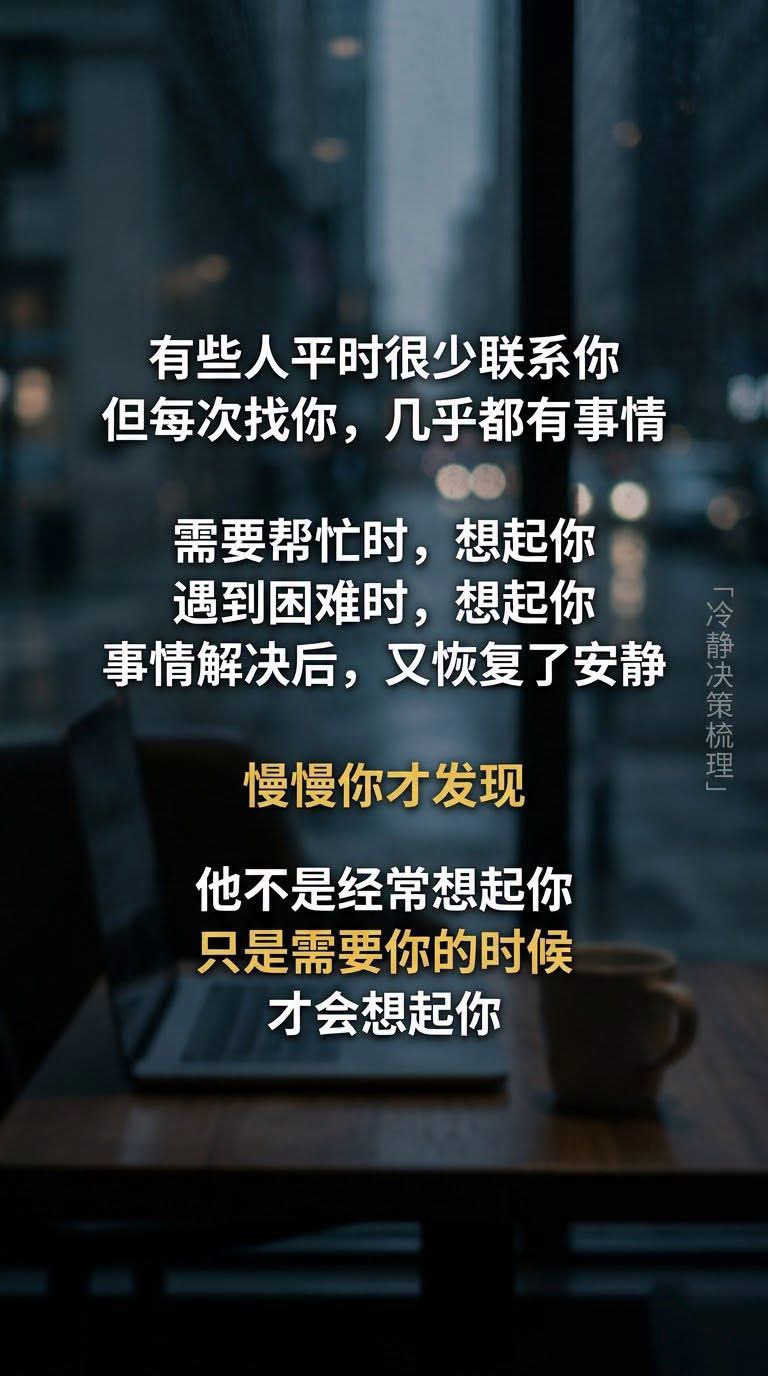 有些人平时很少联系你
但每次找你，几乎都有事情
需要帮忙时，想起你
遇到困难时，想起你
事情解决后，又恢复了安静
慢慢你才发现
他不是经常想起你
只是需要你的时候
才会想起你
「冷静决策梳理」